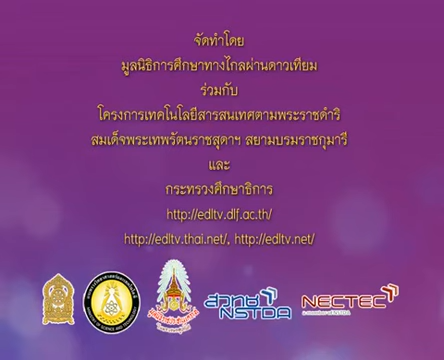 จัดทำโดย
มูลนิธิการศึกษาทางไกลผ่านดาวเทียม
ร่วมกับ
โครงการเทคโนโลยีสารสนเทศตามพระราชดำริ
สมเด็จพระเทพรัตนราชสุดาฯ สยามบรมราชกุมารี
และ
กระทรวงศึกษาธิการ
http://edltv.dlf.ac.th/
http://edltv.thai.net/, http://edltv.net/
สวทช
NSTDA
NECTEC
a member of NSTDA